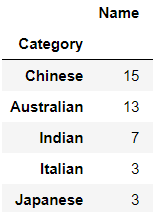 Name
Category
Chinese 15
Australian 13
Indian 7
Italian 3
Japanese 3